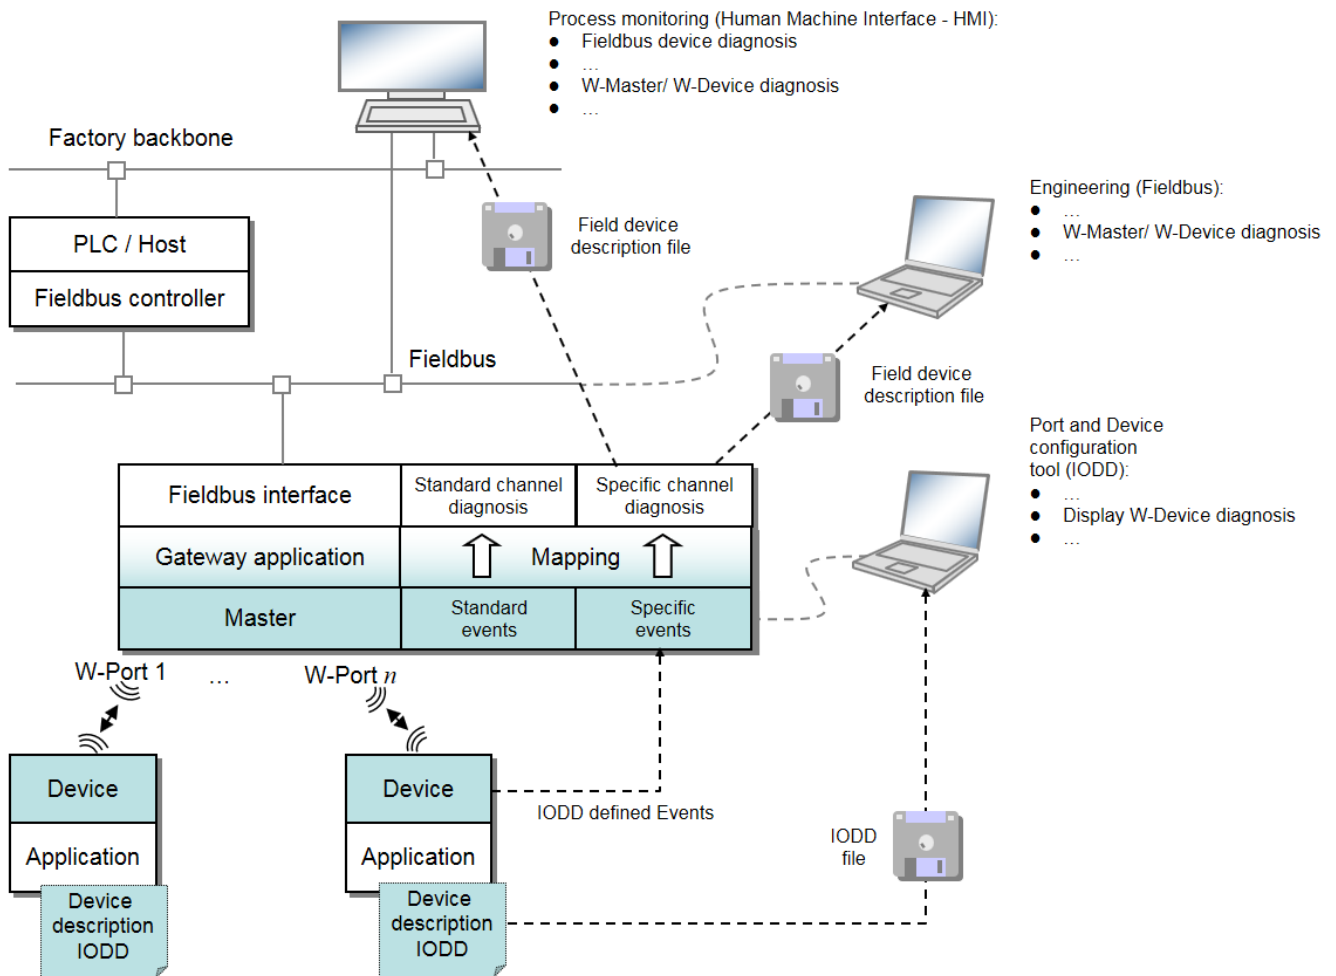 Process monitoring (Human Machine Interface - HMI):
● Fieldbus device diagnosis
● ...
● W-Master/ W-Device diagnosis
● ...
Factory backbone
PLC / Host
Fieldbus controller
Field device
description file
Engineering (Fieldbus):
● ...
● W-Master/ W-Device diagnosis
● ...
Fieldbus
Field device
description file
Port and Device
configuration
tool (IODD):
● ...
● Display W-Device diagnosis
● ...
Fieldbus interface
Standard channel
diagnosis
Specific channel
diagnosis
Gateway application
Mapping
Master
Standard
events
Specific
events
W-Port 1
...
W-Port n
Device
Application
Device
description
IODD
Device
Application
Device
description
IODD
IODD defined Events
IODD
file